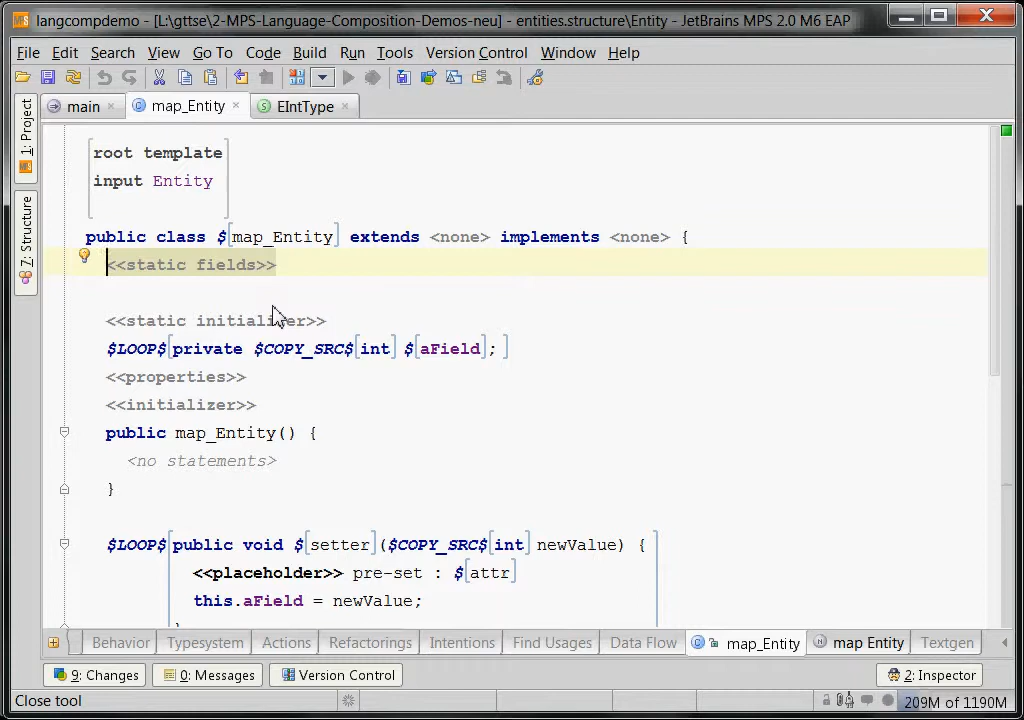 langcompdemo - [L:\gttse\2-MPS-Language-Composition-Demos-neu] - entities.structure\Entity - JetBrains MPS 2.0 M6 EAP
File Edit Search View Go To Code Build Run Tools Version Control Window Help
main map_Entity EIntType
1: Project
Z: Structure
root template
input Entity
public class $[map_Entity] extends <none> implements <none> {
<<static fields>>
<<static initializer>>
$LOOP$[private $COPY_SRC$[int] $[aField]; ]
<<properties>>
<<initializer>>
public map_Entity() {
<no statements>
}
$LOOP$[public void $[setter]($COPY_SRC$[int] newValue) {
<<placeholder>> pre-set : $[attr]
this.aField = newValue;
Behavior Typesystem Actions Refactorings Intentions Find Usages Data Flow map_Entity map Entity Textgen
9: Changes 0: Messages Version Control 2: Inspector
Close tool 209M of 1190M